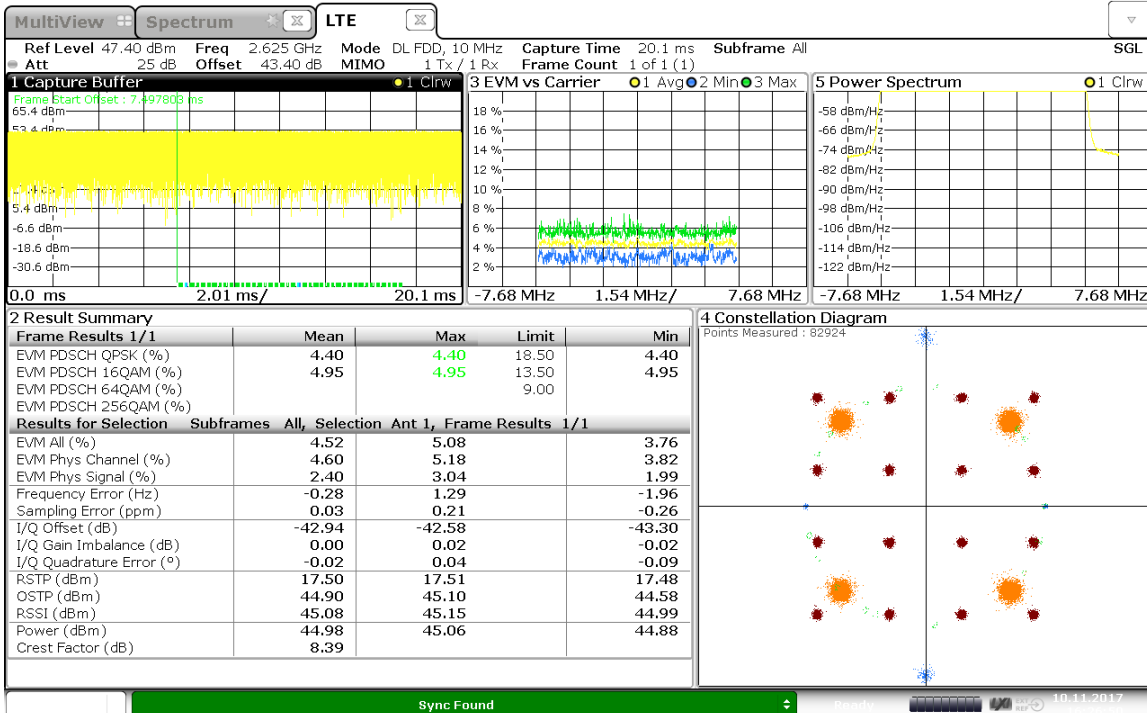 MultiView Spectrum LTE
Ref Level 47.40 dBm Freq 2.625 GHz Mode DL FDD, 10 MHz Capture Time 20.1 ms Subframe All SGL
Att 25 dB Offset 43.40 dB MIMO 1 Tx / 1 Rx Frame Count 1 of 1 (1)
1 Capture Buffer 1 Clrw
Frame Start Offset : 7.497803 ms
65.4 dBm
53.4 dBm
5.4 dBm
-6.6 dBm
-18.6 dBm
-30.6 dBm
0.0 ms 2.01 ms/ 20.1 ms
3 EVM vs Carrier 1 Avg 2 Min 3 Max
18 %
16 %
14 %
12 %
10 %
8 %
6 %
4 %
2 %
-7.68 MHz 1.54 MHz/ 7.68 MHz
5 Power Spectrum 1 Clrw
-58 dBm/Hz
-66 dBm/Hz
-74 dBm/Hz
-82 dBm/Hz
-90 dBm/Hz
-98 dBm/Hz
-106 dBm/Hz
-114 dBm/Hz
-122 dBm/Hz
-7.68 MHz 1.54 MHz/ 7.68 MHz
2 Result Summary
Frame Results 1/1 Mean Max Limit Min
EVM PDSCH QPSK (%) 4.40 4.40 18.50 4.40
EVM PDSCH 16QAM (%) 4.95 4.95 13.50 4.95
EVM PDSCH 64QAM (%) 9.00
EVM PDSCH 256QAM (%)
Results for Selection Subframes All, Selection Ant 1, Frame Results 1/1
EVM All (%) 4.52 5.08 3.76
EVM Phys Channel (%) 4.60 5.18 3.82
EVM Phys Signal (%) 2.40 3.04 1.99
Frequency Error (Hz) -0.28 1.29 -1.96
Sampling Error (ppm) 0.03 0.21 -0.26
I/Q Offset (dB) -42.94 -42.58 -43.30
I/Q Gain Imbalance (dB) 0.00 0.02 -0.02
I/Q Quadrature Error (°) -0.02 0.04 -0.09
RSTP (dBm) 17.50 17.51 17.48
OSTP (dBm) 44.90 45.10 44.58
RSSI (dBm) 45.08 45.15 44.99
Power (dBm) 44.98 45.06 44.88
Crest Factor (dB) 8.39
4 Constellation Diagram
Points Measured : 82924
Sync Found Ready LXI 10.11.2017